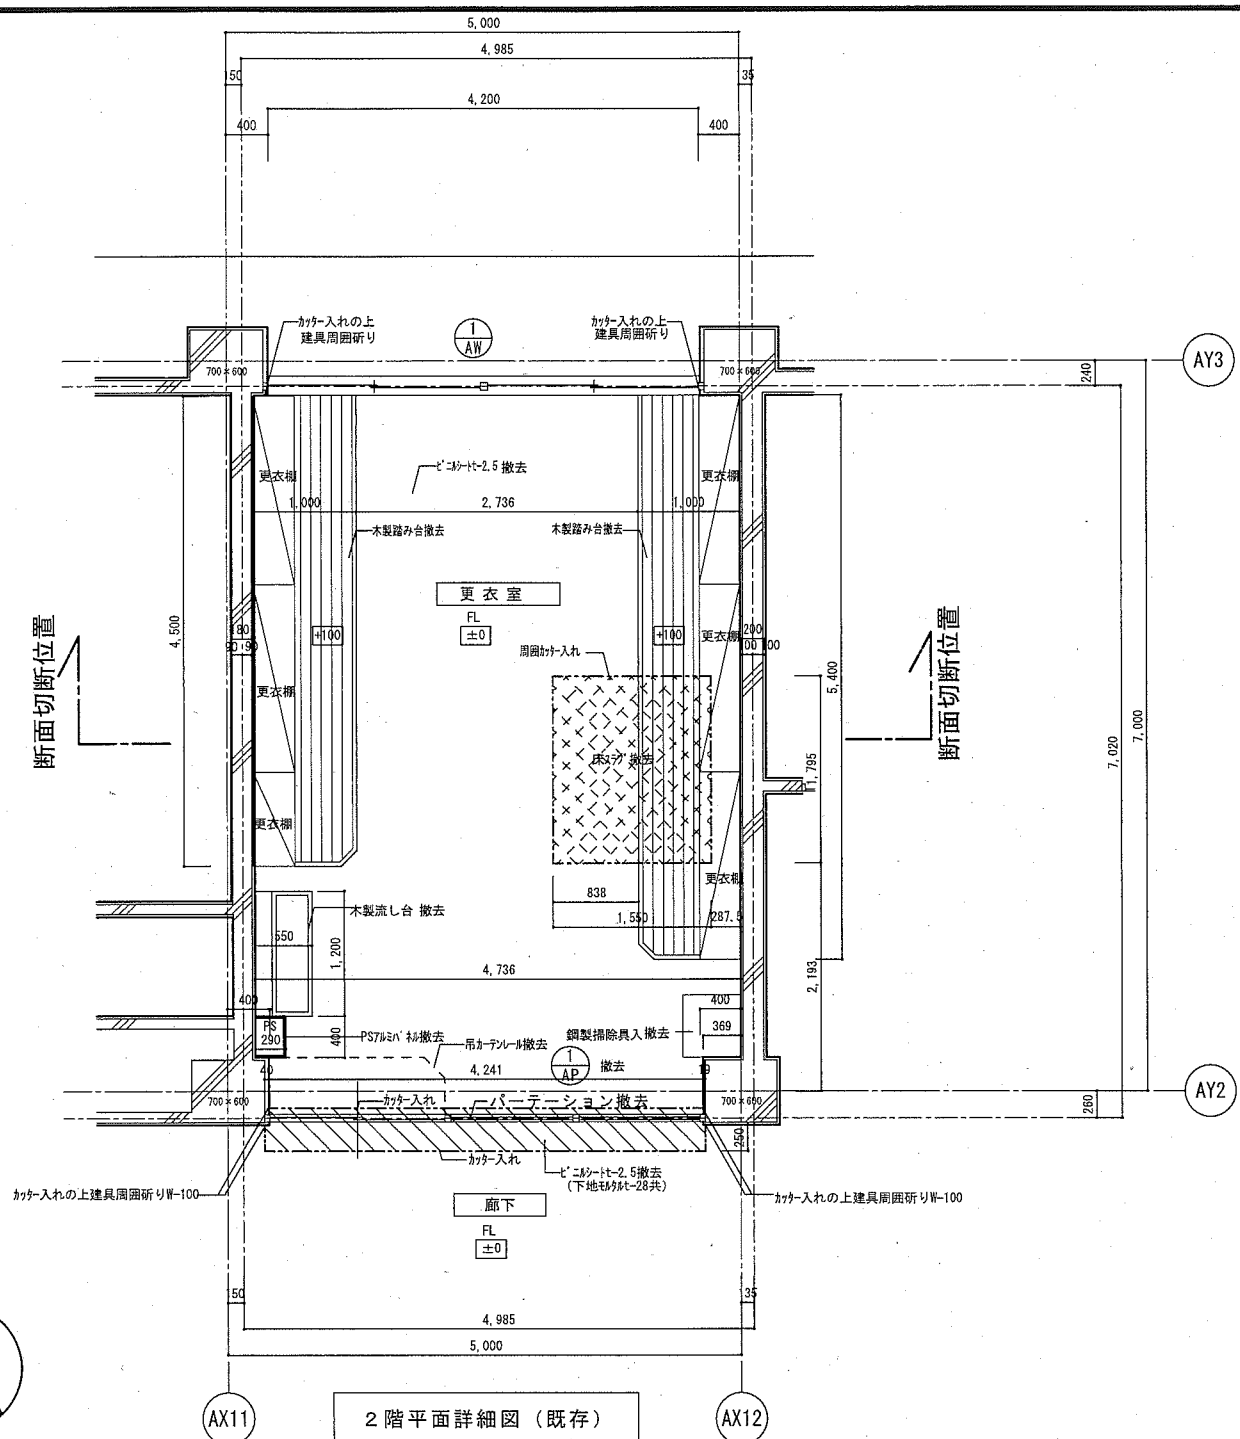 5,000
4,985
150
35
4,200
400
400
カッター入れの上
建具周囲斫り
1
AW
カッター入れの上
建具周囲斫り
AY3
700×600
700×600
240
更衣棚
ビニルシートt-2.5 撤去
更衣棚
1,000
2,736
1,000
木製踏み台撤去
木製踏み台撤去
更衣室
FL
±0
4,500
180
90 90
+100
+100
更衣棚
200
100 100
周囲カッター入れ
断面切断位置
断面切断位置
5,400
更衣棚
床スラブ撤去
1,795
7,020
7,000
更衣棚
更衣棚
838
1,550
287.5
木製流し台 撤去
550
1,200
4,736
2,193
400
400
PS
290
PSアルミパネル撤去
400
鋼製掃除具入撤去
369
吊カーテンレール撤去
1
AP
撤去
40
4,241
19
AY2
700×600
カッター入れ
パーテーション撤去
700×600
260
250
カッター入れ
ビニルシートt-2.5撤去
(下地モルタルt-28共)
カッター入れの上建具周囲斫りW-100
カッター入れの上建具周囲斫りW-100
廊下
FL
±0
150
35
4,985
5,000
AX11
2階平面詳細図（既存）
AX12